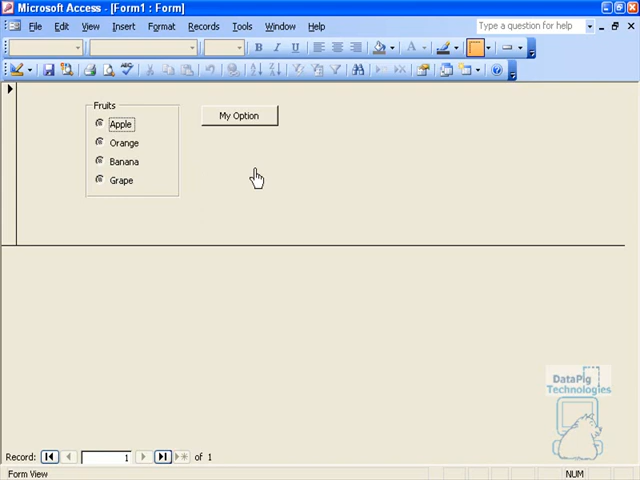 Microsoft Access - [Form1 : Form]
File Edit View Insert Format Records Tools Window Help
Type a question for help
B I U A
ABC
Fruits
Apple
My Option
Orange
Banana
Grape
DataPig
Technologies
Record: 1 of 1
Form View NUM